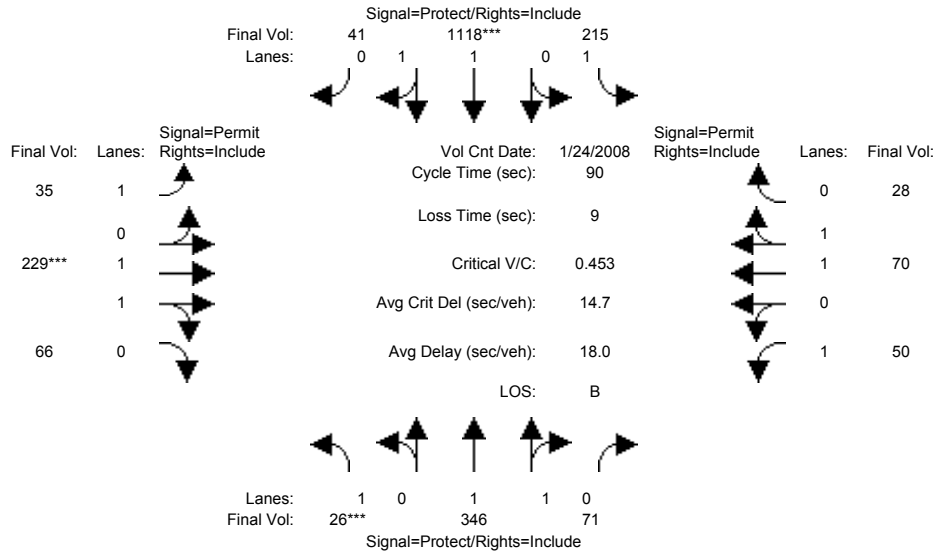 Signal=Protect/Rights=Include
Final Vol: 41 1118*** 215
Lanes: 0 1 1 0 1
Signal=Permit Signal=Permit
Final Vol: Lanes: Rights=Include Vol Cnt Date: 1/24/2008 Rights=Include Lanes: Final Vol:
Cycle Time (sec): 90
35 1 0 28
Loss Time (sec): 9
0 1
229*** 1 Critical V/C: 0.453 1 70
1 Avg Crit Del (sec/veh): 14.7 0
66 0 Avg Delay (sec/veh): 18.0 1 50
LOS: B
Lanes: 1 0 1 1 0
Final Vol: 26*** 346 71
Signal=Protect/Rights=Include